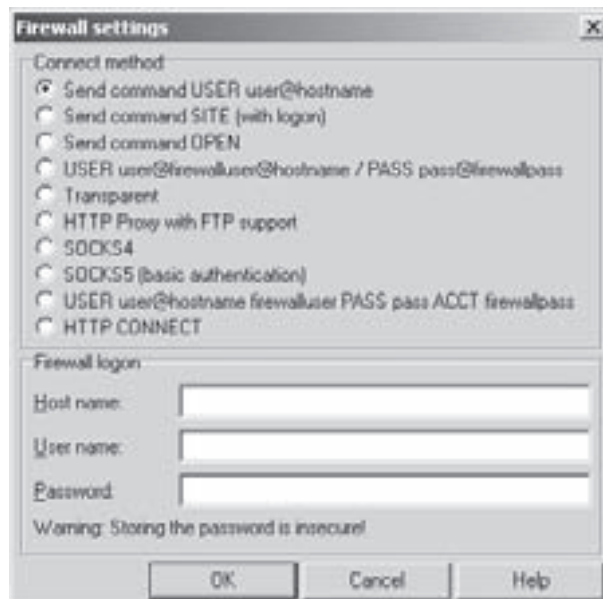 Firewall settings
Connect method
Send command USER user@hostname
Send command SITE (with logon)
Send command OPEN
USER user@firewalluser@hostname / PASS pass@firewallpass
Transparent
HTTP Proxy with FTP support
SOCKS4
SOCKS5 (basic authentication)
USER user@hostname firewalluser PASS pass ACCT firewallpass
HTTP CONNECT
Firewall logon
Host name:
User name:
Password:
Warning: Storing the password is insecure!
OK Cancel Help